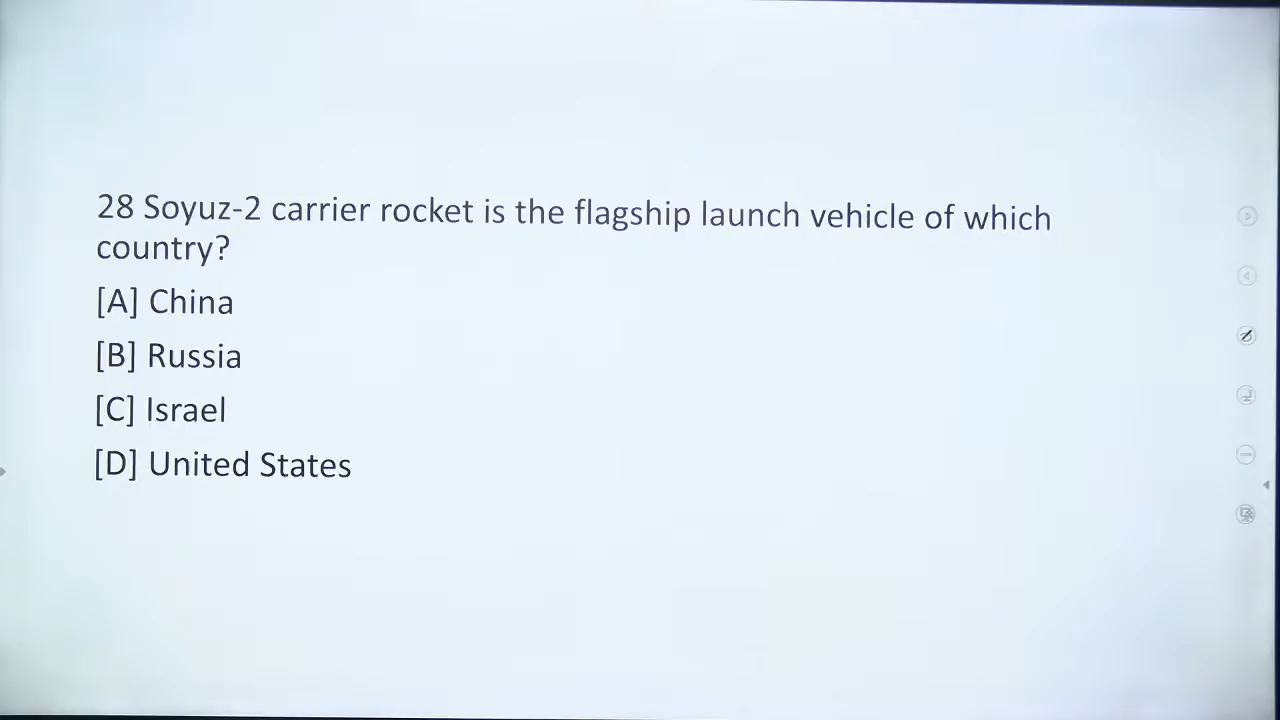 28 Soyuz-2 carrier rocket is the flagship launch vehicle of which
country?
[A] China
[B] Russia
[C] Israel
[D] United States